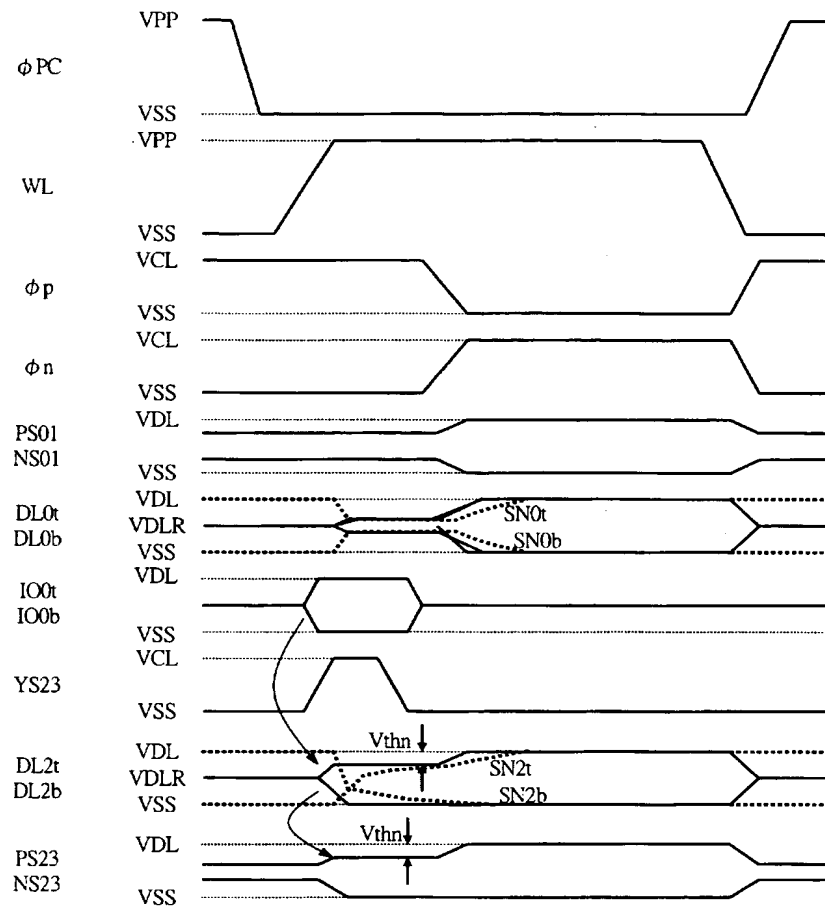 VPP
φPC
VSS
VPP
WL
VSS
VCL
φp
VSS
VCL
φn
VSS
VDL
PS01
NS01
VSS
VDL
DL0t
VDLR
SN0t
DL0b
SN0b
VSS
VDL
IO0t
IO0b
VSS
VCL
YS23
VSS
VDL
Vthn
DL2t
SN2t
VDLR
DL2b
SN2b
VSS
Vthn
VDL
PS23
NS23
VSS